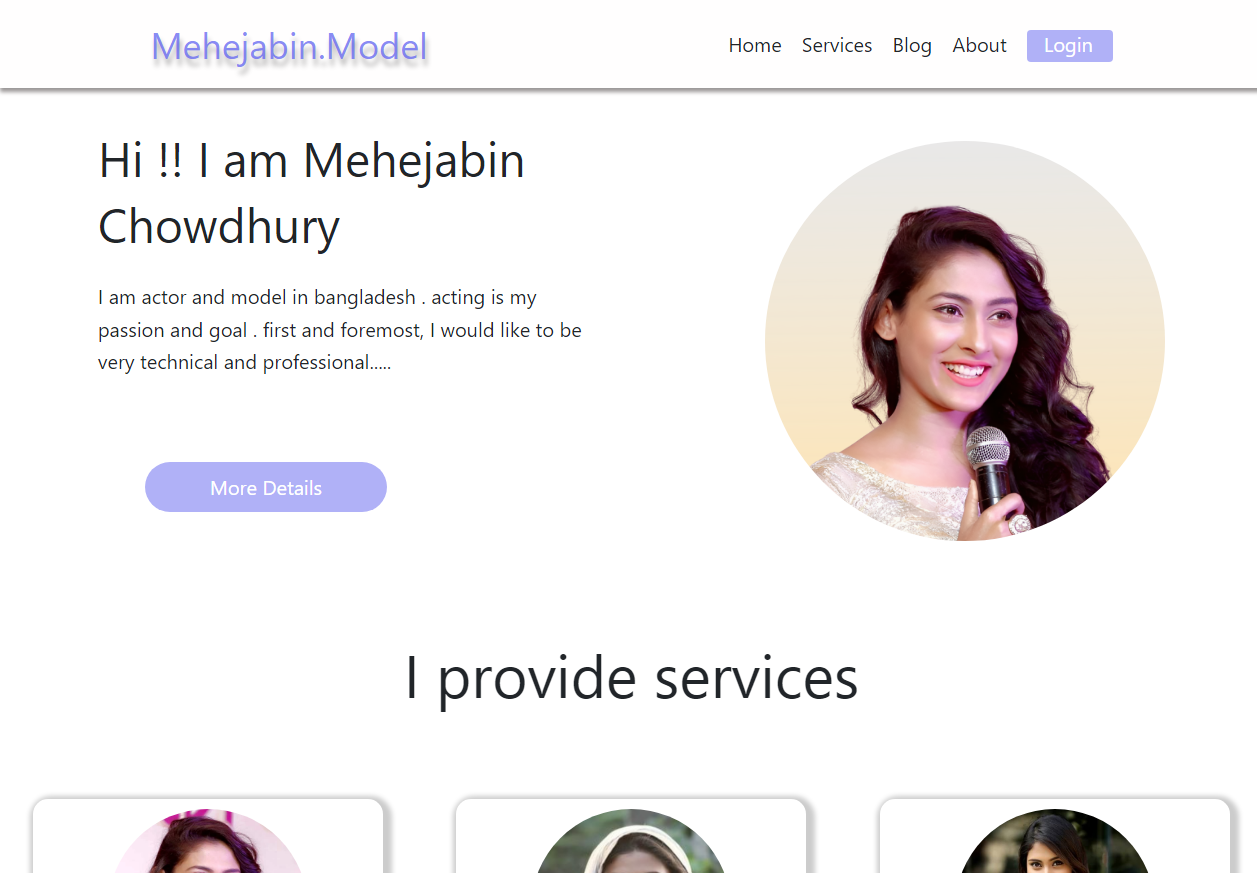 Mehejabin.Model
Home Services Blog About Login
Hi !! I am Mehejabin
Chowdhury
I am actor and model in bangladesh . acting is my
passion and goal . first and foremost, I would like to be
very technical and professional.....
More Details
I provide services